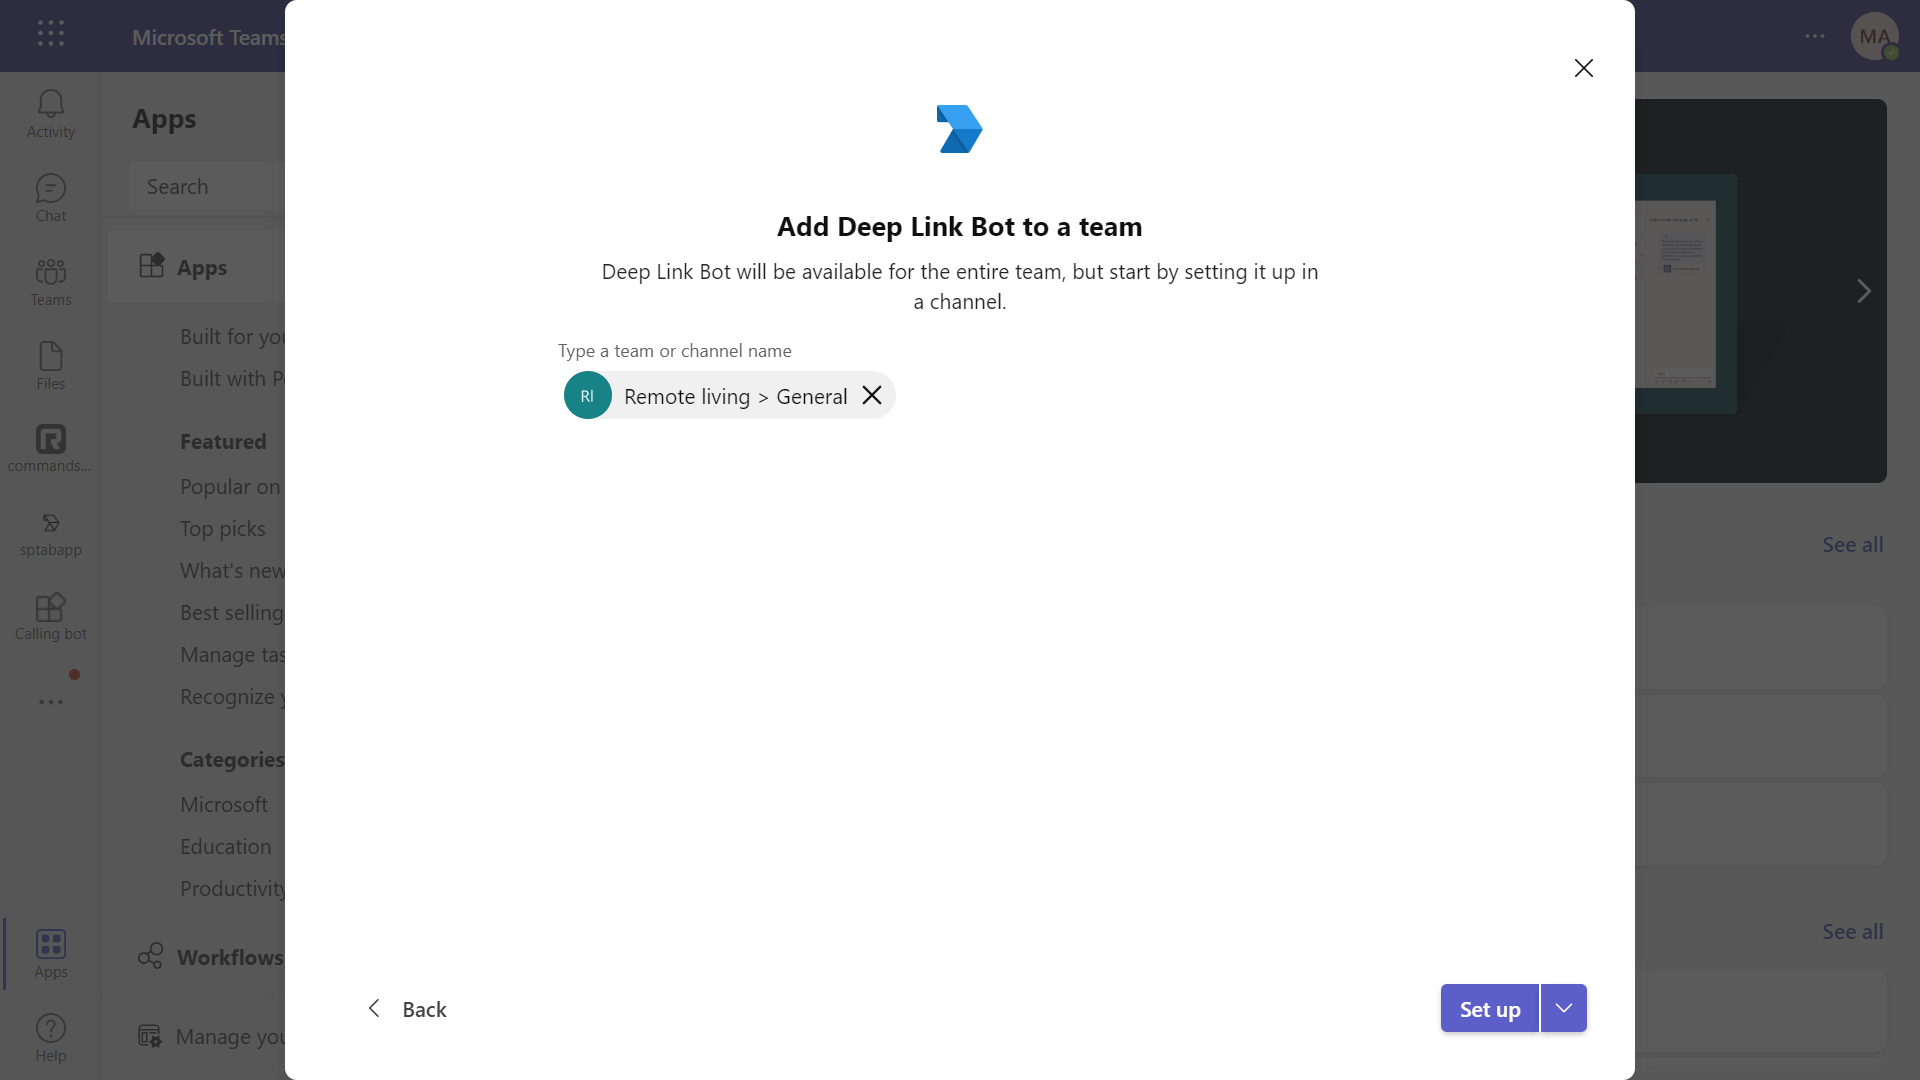 Microsoft Teams
MA
Activity
Chat
Teams
Files
commands...
sptabapp
Calling bot
Apps
Help
Apps
Search
Apps
Built for you
Built with
Featured
Popular on
Top picks
What's new
Best selling
Manage
Recognize
Categories
Microsoft
Education
Productivity
Workflows
Manage
Add Deep Link Bot to a team
Deep Link Bot will be available for the entire team, but start by setting it up in
a channel.
Type a team or channel name
Rl
Remote living > General
Back
Set up
See all
See all